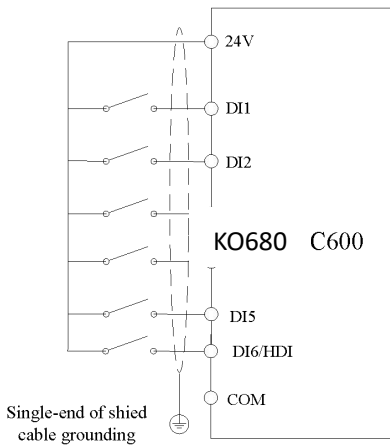 24V
DI1
DI2
KO680 C600
DI5
DI6/HDI
COM
Single-end of shied
cable grounding